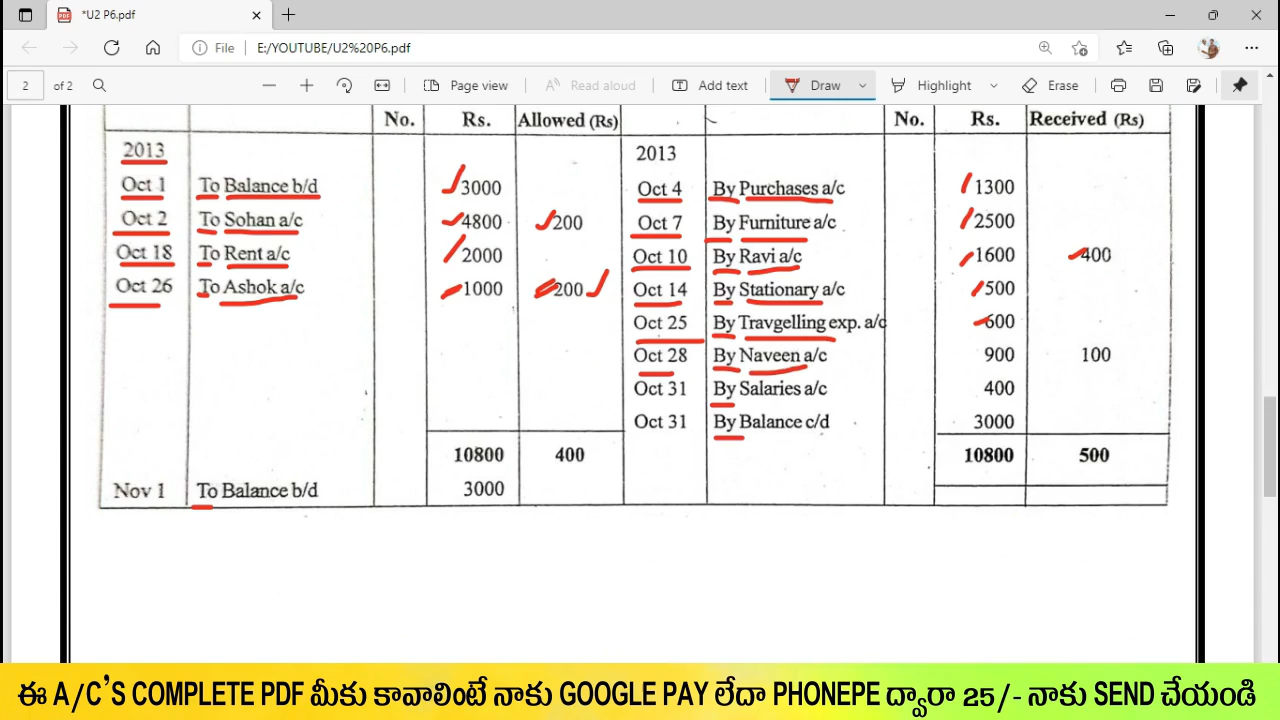 *U2 P6.pdf
File E:/YOUTUBE/U2%20P6.pdf
2 of 2 Page view Read aloud Add text Draw Highlight Erase
No. Rs. Allowed (Rs) No. Rs. Received (Rs)
2013 2013
Oct 1 To Balance b/d 3000 Oct 4 By Purchases a/c 1300
Oct 2 To Sohan a/c 4800 200 Oct 7 By Furniture a/c 2500
Oct 18 To Rent a/c 2000 Oct 10 By Ravi a/c 1600 400
Oct 26 To Ashok a/c 1000 200 Oct 14 By Stationary a/c 500
Oct 25 By Travgelling exp. a/c 600
Oct 28 By Naveen a/c 900 100
Oct 31 By Salaries a/c 400
Oct 31 By Balance c/d 3000
10800 400 10800 500
Nov 1 To Balance b/d 3000
ఈ A/C'S COMPLETE PDF మీకు కావాలింటే నాకు GOOGLE PAY లేదా PHONEPE ద్వారా 25/- నాకు SEND చేయండి